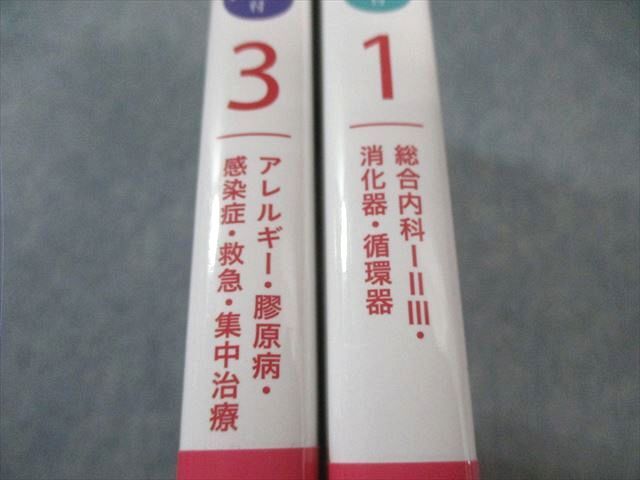 村
3
アレルギー・膠原病・
感染症・救急・集中治療
1
総合内科ⅠⅡⅢ・
消化器・循環器